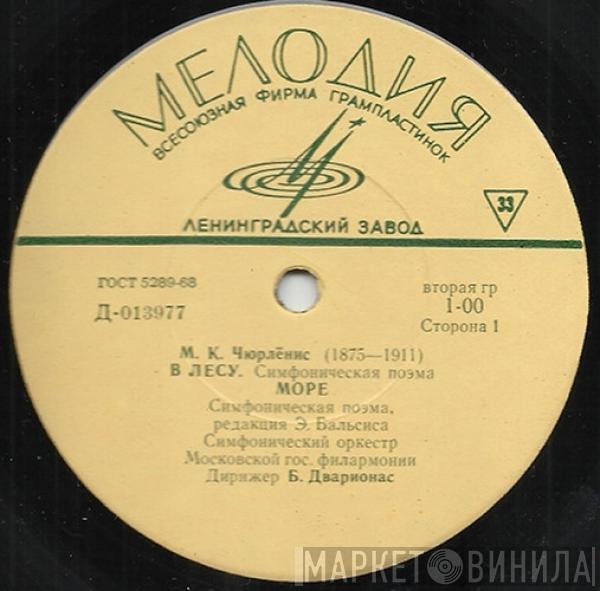 МЕЛОДИЯ
ВСЕСОЮЗНАЯ ФИРМА ГРАМПЛАСТИНОК
ЛЕНИНГРАДСКИЙ ЗАВОД
33
ГОСТ 5289-68
Д-013977
вторая гр
1-00
Сторона 1
М. К. Чюрлёнис (1875—1911)
В ЛЕСУ. Симфоническая поэма
МОРЕ
Симфоническая поэма,
редакция Э. Бальсиса
Симфонический оркестр
Московской гос. филармонии
Дирижер Б. Дварионас
МАРКЕТ ВИНИЛА